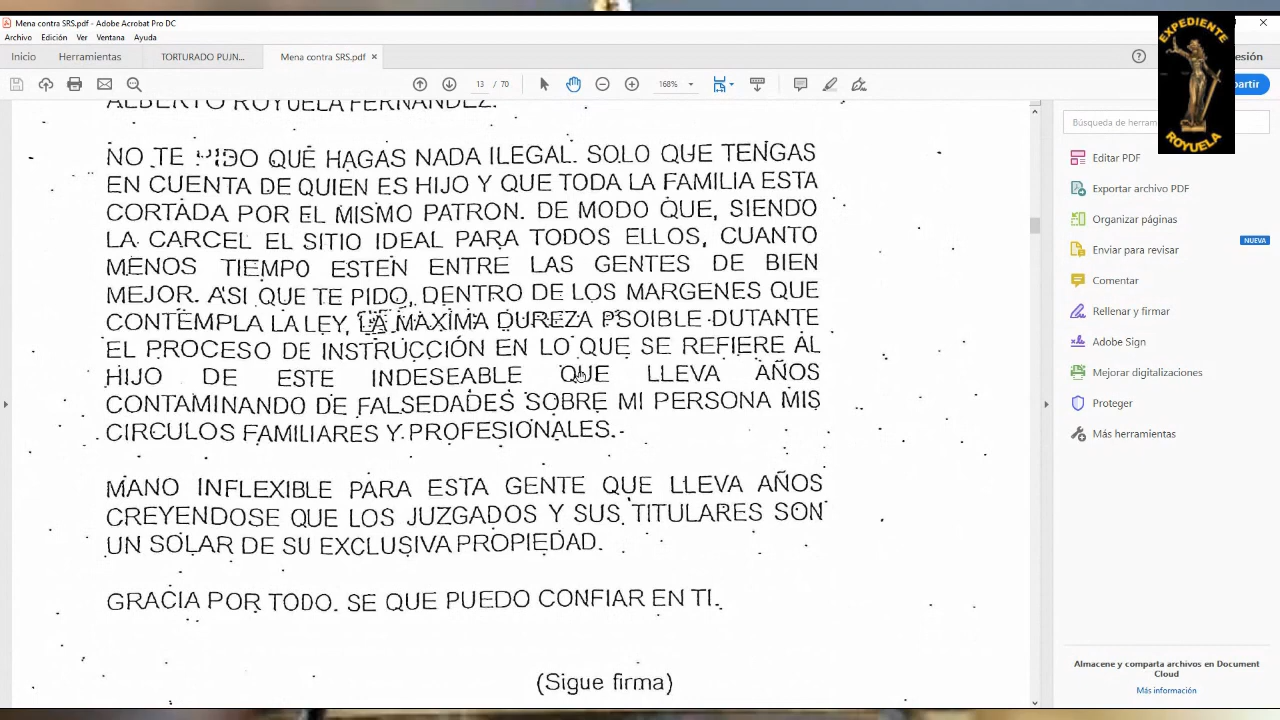 Mena contra SRS.pdf - Adobe Acrobat Pro DC
Archivo Edición Ver Ventana Ayuda
Inicio Herramientas TORTURADO PUJN... Mena contra SRS.pdf × esión
13 / 70 168% partir
EXPEDIENTE
ROYUELA
ALBERTO ROYUELA FERNANDEZ.
NO TE PIDO QUE HAGAS NADA ILEGAL. SOLO QUE TENGAS
EN CUENTA DE QUIEN ES HIJO Y QUE TODA LA FAMILIA ESTA
CORTADA POR EL MISMO PATRON. DE MODO QUE, SIENDO
LA CARCEL EL SITIO IDEAL PARA TODOS ELLOS, CUANTO
MENOS TIEMPO ESTEN ENTRE LAS GENTES DE BIEN
MEJOR. ASI QUE TE PIDO, DENTRO DE LOS MARGENES QUE
CONTEMPLA LA LEY, LA MAXIMA DUREZA PSOIBLE DUTANTE
EL PROCESO DE INSTRUCCIÓN EN LO QUE SE REFIERE AL
HIJO DE ESTE INDESEABLE QUE LLEVA AÑOS
CONTAMINANDO DE FALSEDADES SOBRE MI PERSONA MIS
CIRCULOS FAMILIARES Y PROFESIONALES.
MANO INFLEXIBLE PARA ESTA GENTE QUE LLEVA AÑOS
CREYENDOSE QUE LOS JUZGADOS Y SUS TITULARES SON
UN SOLAR DE SU EXCLUSIVA PROPIEDAD.
GRACIA POR TODO. SE QUE PUEDO CONFIAR EN TI.
(Sigue firma)
Búsqueda de herram
Editar PDF
Exportar archivo PDF
Organizar páginas
NUEVA
Enviar para revisar
Comentar
Rellenar y firmar
Adobe Sign
Mejorar digitalizaciones
Proteger
Más herramientas
Almacene y comparta archivos en Document
Cloud
Más información